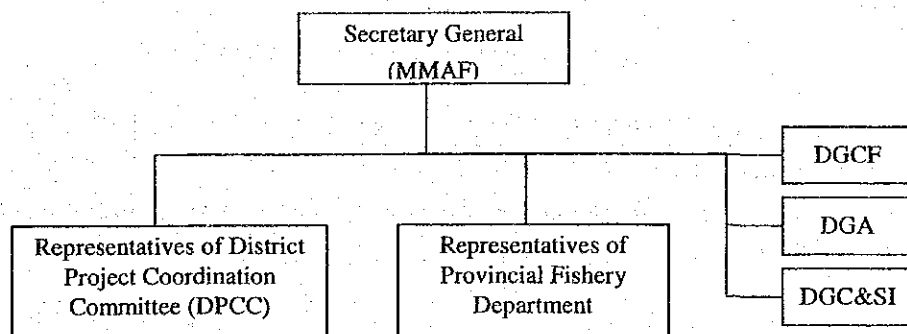 Secretary General
(MMAF)
DGCF
DGA
DGC&SI
Representatives of District
Project Coordination
Committee (DPCC)
Representatives of
Provincial Fishery
Department